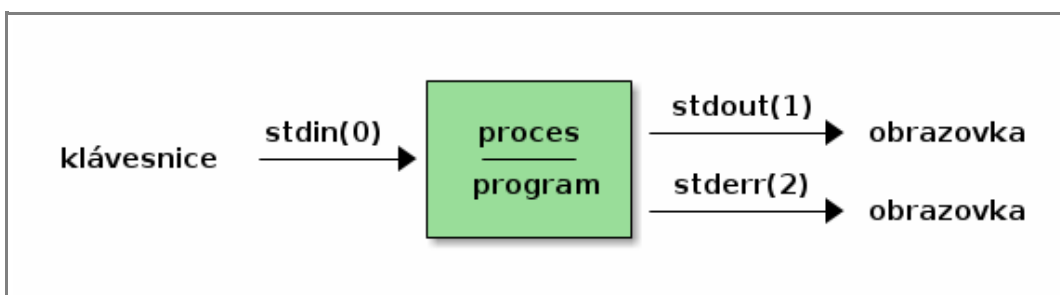 klávesnice
stdin(0)
proces
program
stdout(1)
obrazovka
stderr(2)
obrazovka